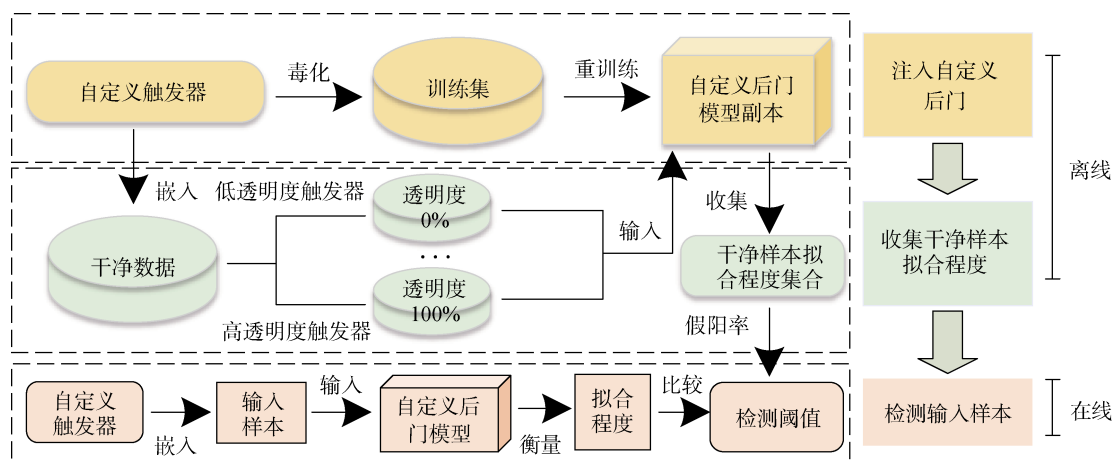 自定义触发器
毒化
训练集
重训练
自定义后门
模型副本
注入自定义
后门
离线
嵌入
低透明度触发器
透明度
0%
输入
收集
干净数据
...
透明度
100%
高透明度触发器
干净样本拟
合程度集合
收集干净样本
拟合程度
假阳率
自定义
触发器
嵌入
输入
样本
输入
自定义后
门模型
衡量
拟合
程度
比较
检测阈值
检测输入样本
在线